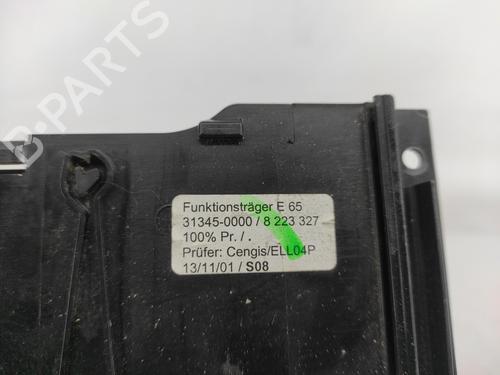 B-PARTS
Funktionsträger E 65
31345-0000 / 8 223 327
100% Pr. / .
Prüfer: Cengis/ELL04P
13/11/01 / S08